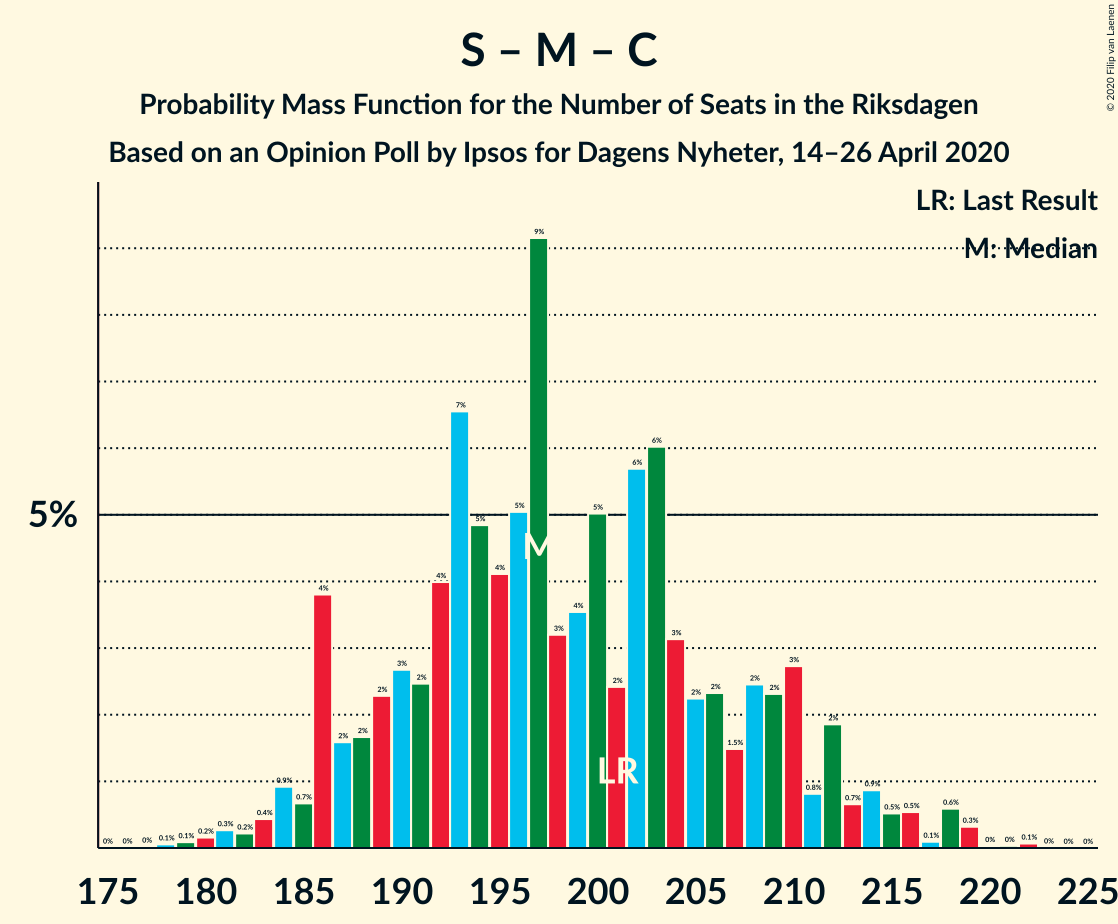 S – M – C
Probability Mass Function for the Number of Seats in the Riksdagen
Based on an Opinion Poll by Ipsos for Dagens Nyheter, 14–26 April 2020
© 2020 Filip van Laenen
LR: Last Result
M: Median
5%
0% 0% 0% 0.1% 0.1% 0.2% 0.3% 0.2% 0.4% 0.9% 0.7% 4% 2% 2% 2% 3% 2% 4% 7% 5% 4% 5% 9% 3% 4% 5% 2% 6% 6% 3% 2% 2% 1.5% 2% 2% 3% 0.8% 2% 0.7% 0.9% 0.5% 0.5% 0.1% 0.6% 0.3% 0% 0% 0.1% 0% 0% 0%
M
LR
175 180 185 190 195 200 205 210 215 220 225